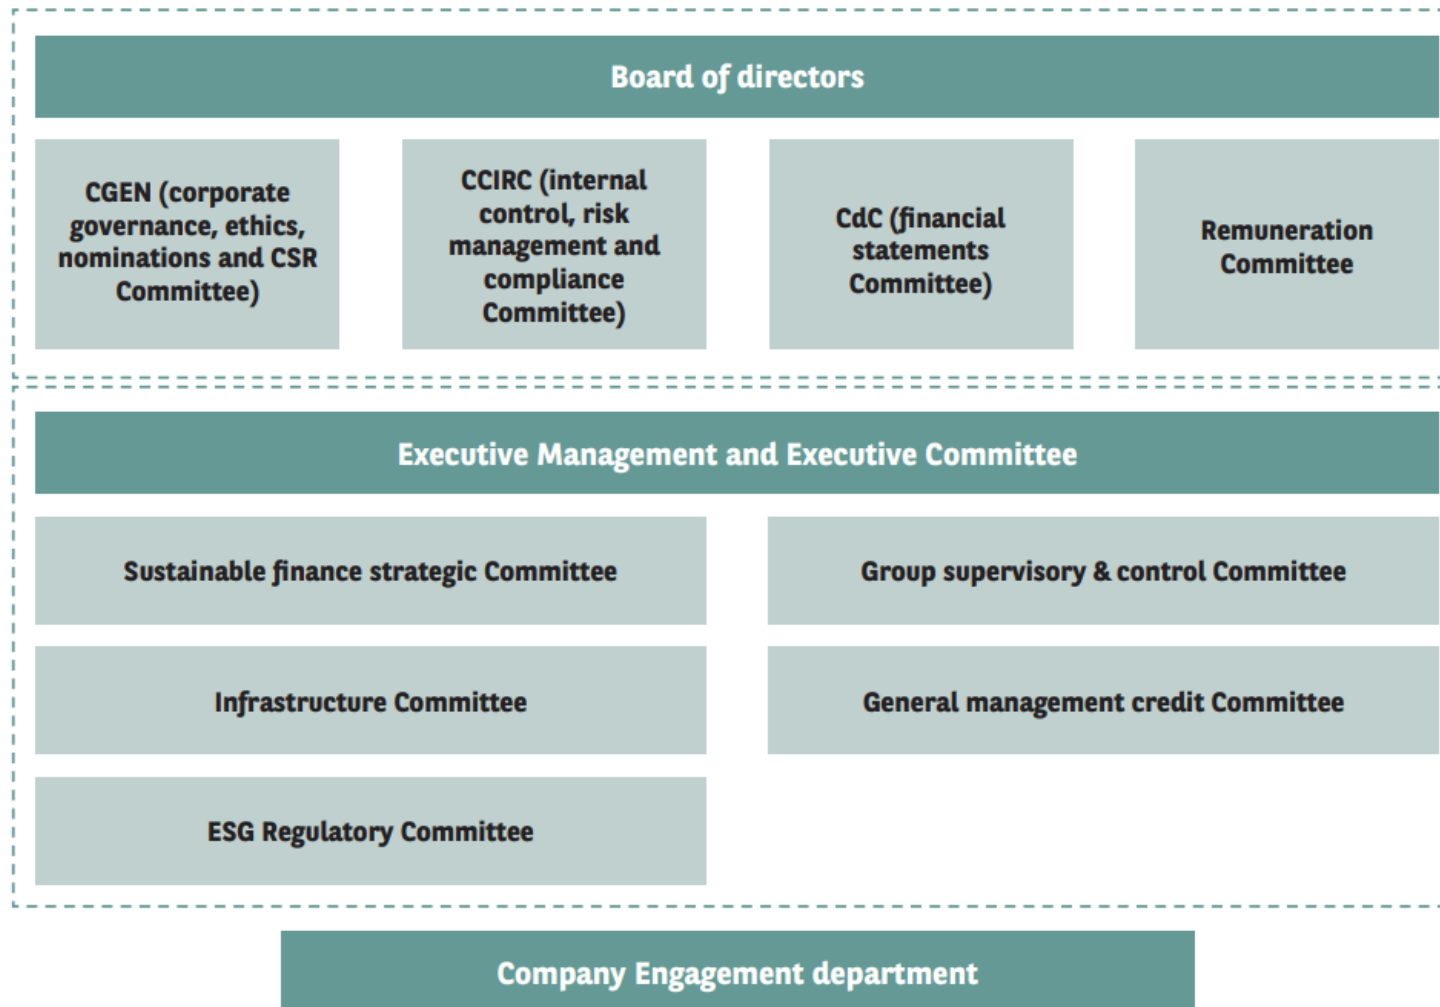 Board of directors
CGEN (corporate
governance, ethics,
nominations and CSR
Committee)
CCIRC (internal
control, risk
management and
compliance
Committee)
CdC (financial
statements
Committee)
Remuneration
Committee
Executive Management and Executive Committee
Sustainable finance strategic Committee
Group supervisory & control Committee
Infrastructure Committee
General management credit Committee
ESG Regulatory Committee
Company Engagement department